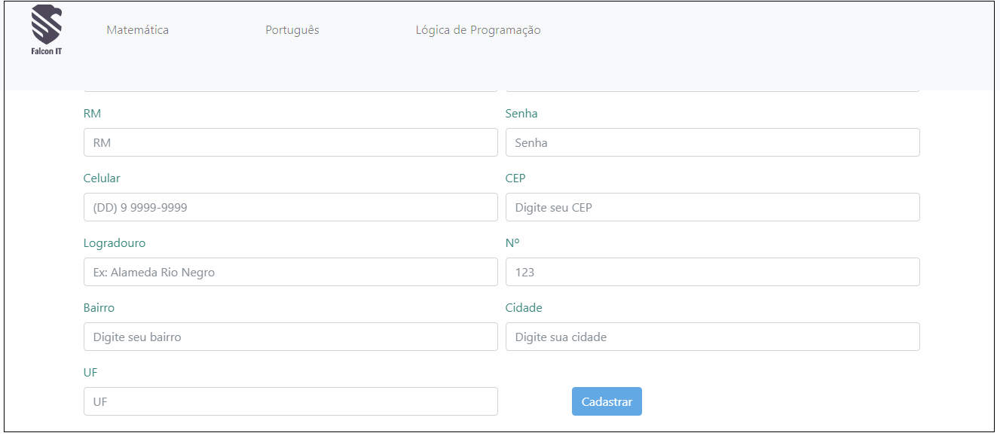 Falcon IT
Matemática Português Lógica de Programação
RM Senha
RM Senha
Celular CEP
(DD) 9 9999-9999 Digite seu CEP
Logradouro Nº
Ex: Alameda Rio Negro 123
Bairro Cidade
Digite seu bairro Digite sua cidade
UF
UF Cadastrar